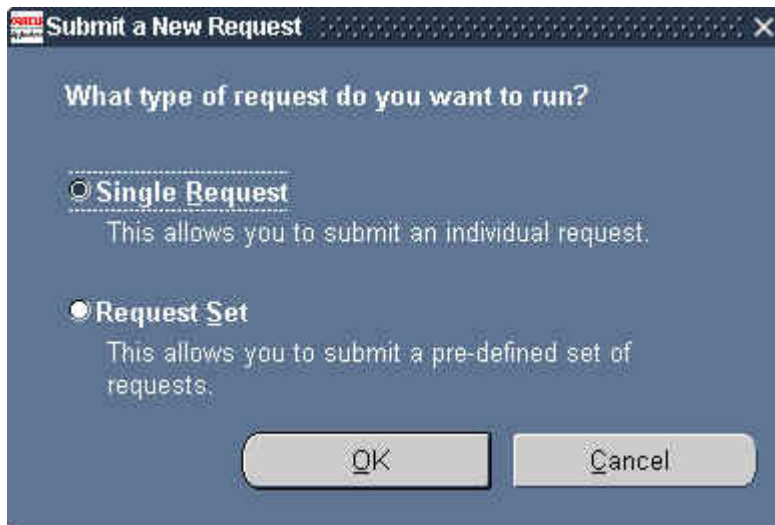 ORACLE
Submit a New Request
What type of request do you want to run?
Single Request
This allows you to submit an individual request.
Request Set
This allows you to submit a pre-defined set of
requests.
OK
Cancel